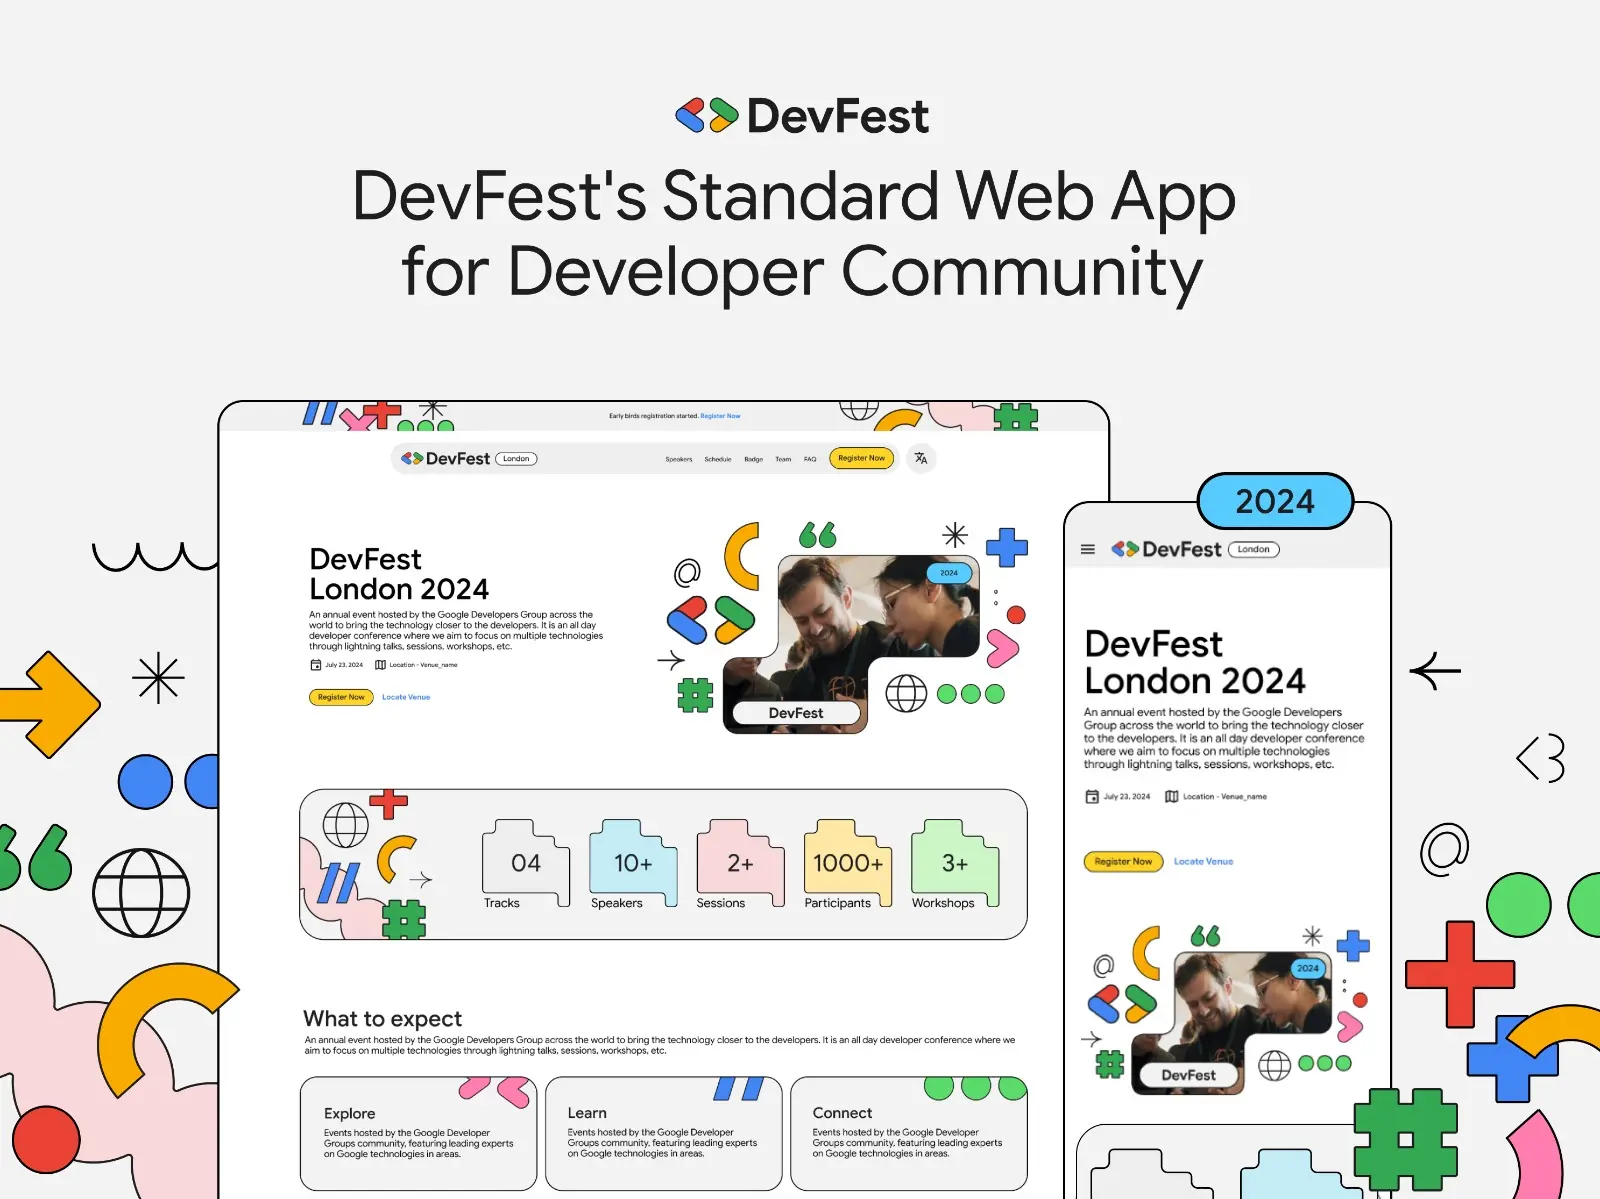 DevFest
DevFest's Standard Web App
for Developer Community
Early birds registration started. Register Now
DevFest London
Speakers Schedule Badge Team FAQ Register Now
DevFest
London 2024
An annual event hosted by the Google Developers Group across the
world to bring the technology closer to the developers. It is an all day
developer conference where we aim to focus on multiple technologies
through lightning talks, sessions, workshops, etc.
July 23, 2024 Location - Venue_name
Register Now Locate Venue
2024
DevFest
04
Tracks
10+
Speakers
2+
Sessions
1000+
Participants
3+
Workshops
What to expect
An annual event hosted by the Google Developers Group across the world to bring the technology closer to the developers. It is an all day developer conference where we
aim to focus on multiple technologies through lightning talks, sessions, workshops, etc.
Explore
Events hosted by the Google Developer
Groups community, featuring leading experts
on Google technologies in areas.
Learn
Events hosted by the Google Developer
Groups community, featuring leading experts
on Google technologies in areas.
Connect
Events hosted by the Google Developer
Groups community, featuring leading experts
on Google technologies in areas.
2024
DevFest London
DevFest
London 2024
An annual event hosted by the Google Developers
Group across the world to bring the technology closer
to the developers. It is an all day developer conference
where we aim to focus on multiple technologies
through lightning talks, sessions, workshops, etc.
July 23, 2024 Location - Venue_name
Register Now Locate Venue
2024
DevFest